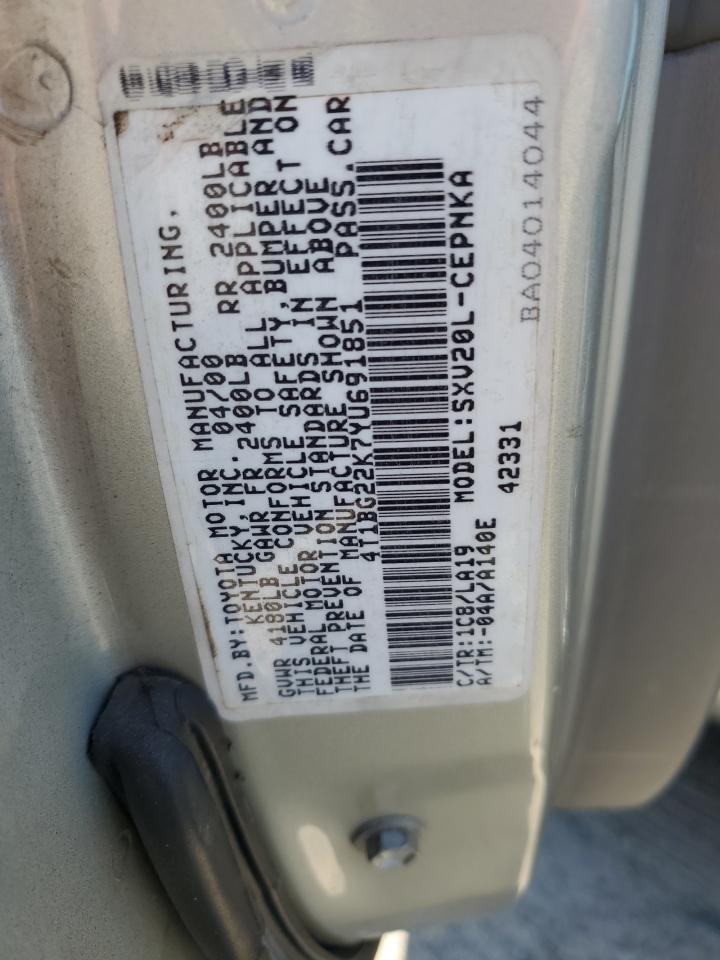 MFD.BY:TOYOTA MOTOR MANUFACTURING,
KENTUCKY,INC. 04/00
GVWR 4180LB GAWR FR 2400LB RR 2400LB
THIS VEHICLE CONFORMS TO ALL APPLICABLE
FEDERAL MOTOR VEHICLE SAFETY,BUMPER AND
THEFT PREVENTION STANDARDS IN EFFECT ON
THE DATE OF MANUFACTURE SHOWN ABOVE
4T1BG22K7YU691851 PASS.CAR
C/TR:1C8/LA19 MODEL:SXV20L-CEPNKA
A/TM:-04A/A140E 42331
BA04014044